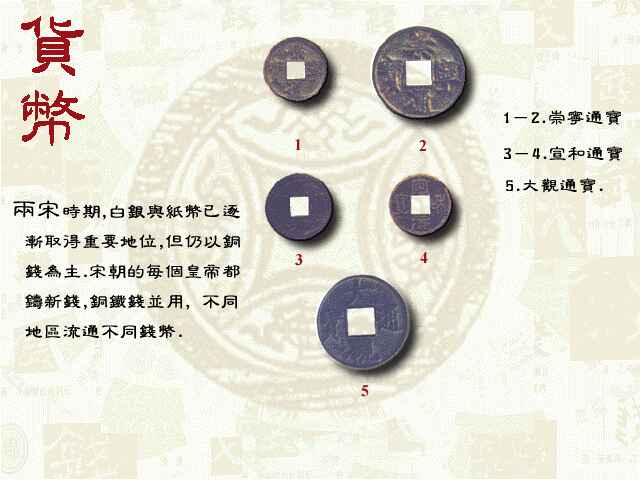 貨
幣
1
2
3
4
5
1-2.崇寧通寶
3-4.宣和通寶
5.大觀通寶.
兩宋時期,白銀與紙幣已逐
漸取得重要地位,但仍以銅
錢為主.宋朝的每個皇帝都
鑄新錢,銅鐵錢並用, 不同
地區流通不同錢幣.